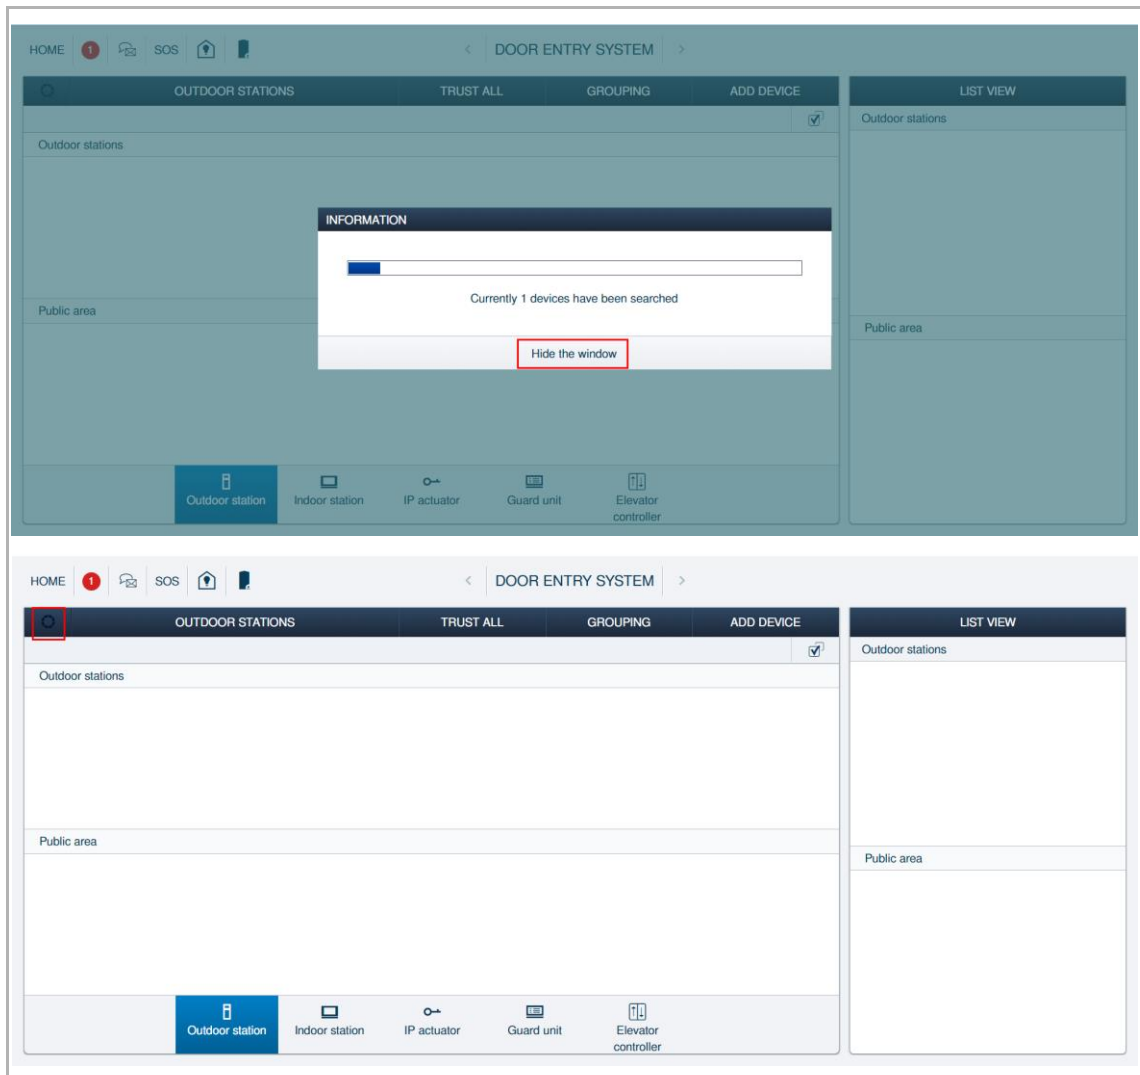 HOME 1 SOS < DOOR ENTRY SYSTEM >
OUTDOOR STATIONS TRUST ALL GROUPING ADD DEVICE LIST VIEW
Outdoor stations
Outdoor stations
INFORMATION
Currently 1 devices have been searched
Hide the window
Public area
Public area
Outdoor station Indoor station IP actuator Guard unit Elevator
controller
HOME 1 SOS < DOOR ENTRY SYSTEM >
OUTDOOR STATIONS TRUST ALL GROUPING ADD DEVICE LIST VIEW
Outdoor stations
Outdoor stations
Public area
Public area
Outdoor station Indoor station IP actuator Guard unit Elevator
controller